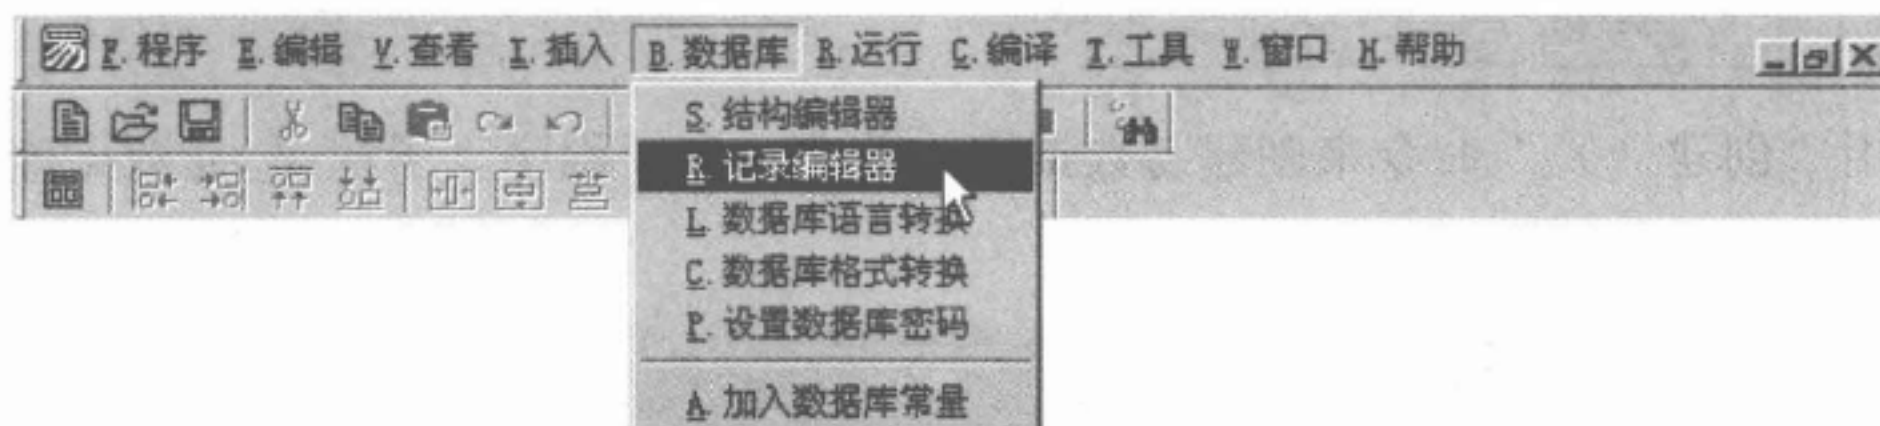 易 F.程序 E.编辑 V.查看 I.插入 B.数据库 R.运行 C.编译 T.工具 W.窗口 H.帮助
S.结构编辑器
R.记录编辑器
L.数据库语言转换
C.数据库格式转换
P.设置数据库密码
A.加入数据库常量